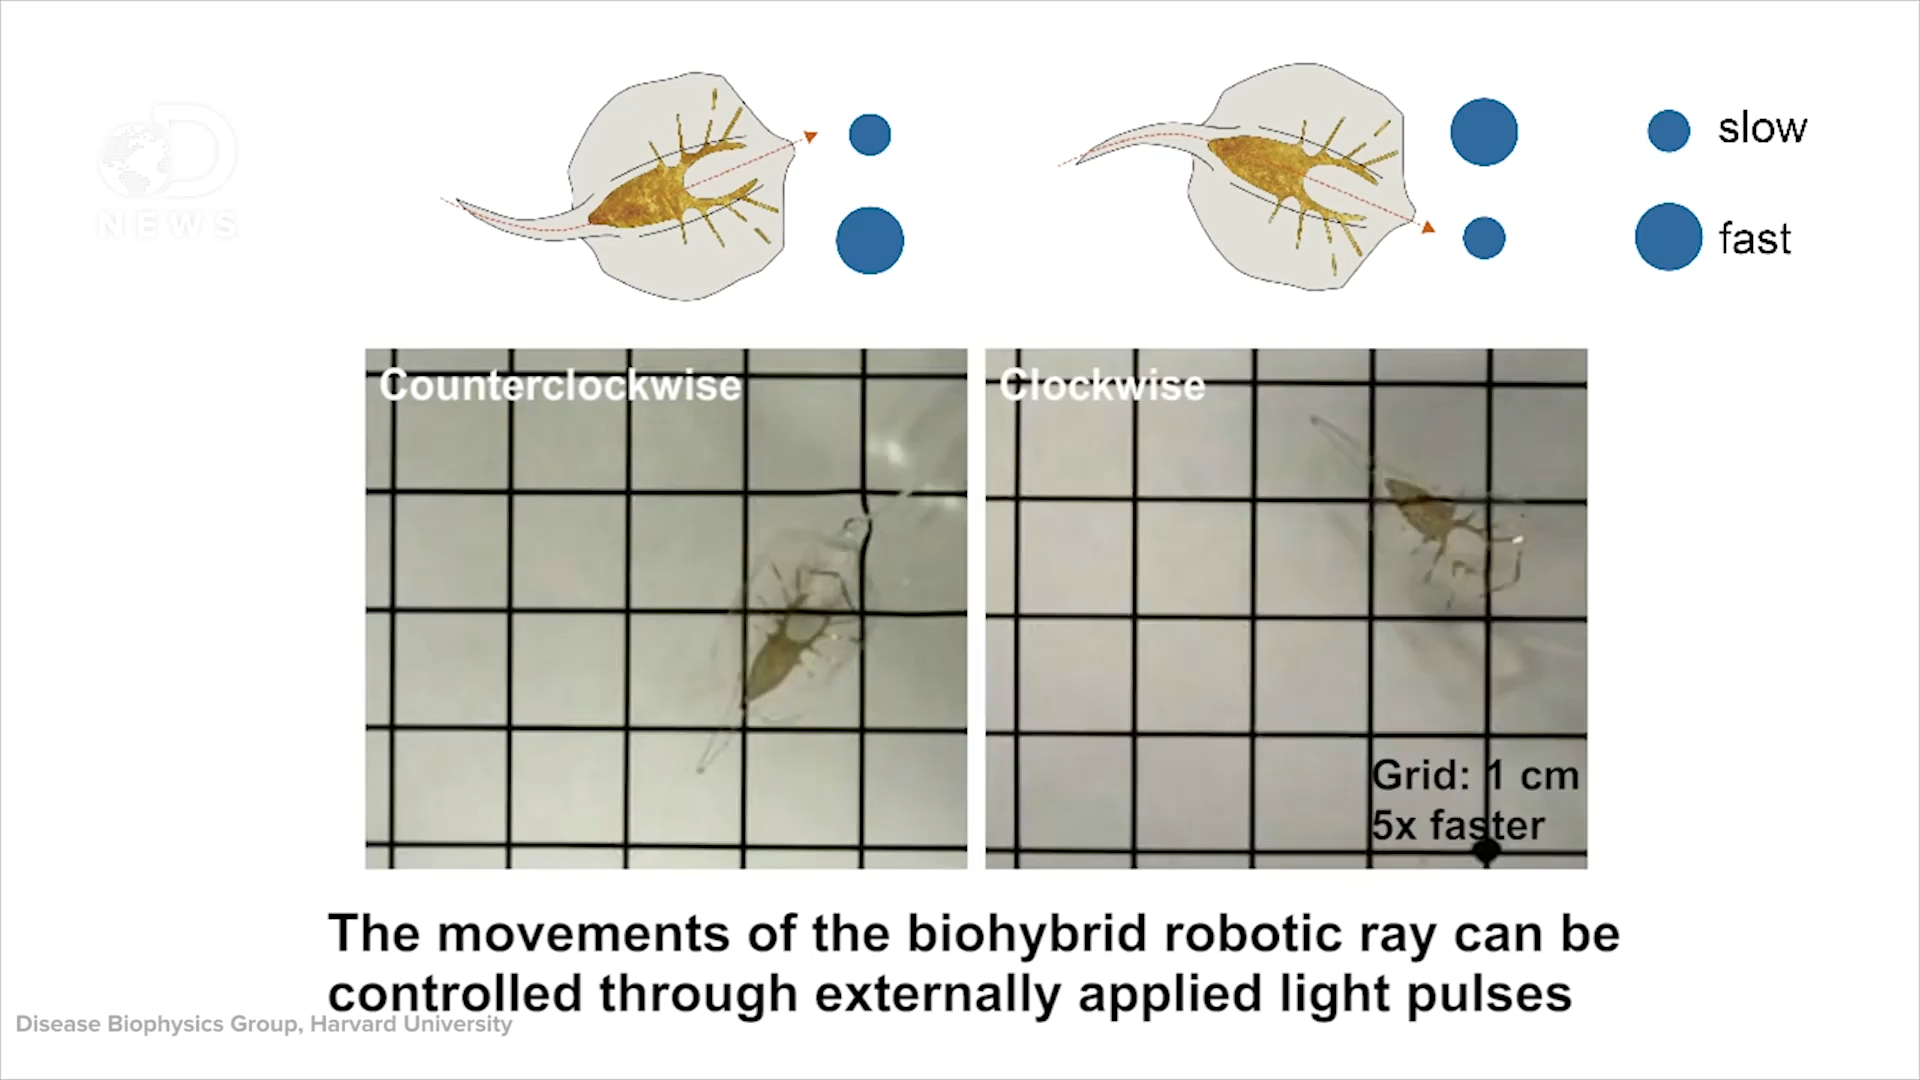 D
NEWS
slow
fast
Counterclockwise
Clockwise
Grid: 1 cm
5x faster
The movements of the biohybrid robotic ray can be
controlled through externally applied light pulses
Disease Biophysics Group, Harvard University